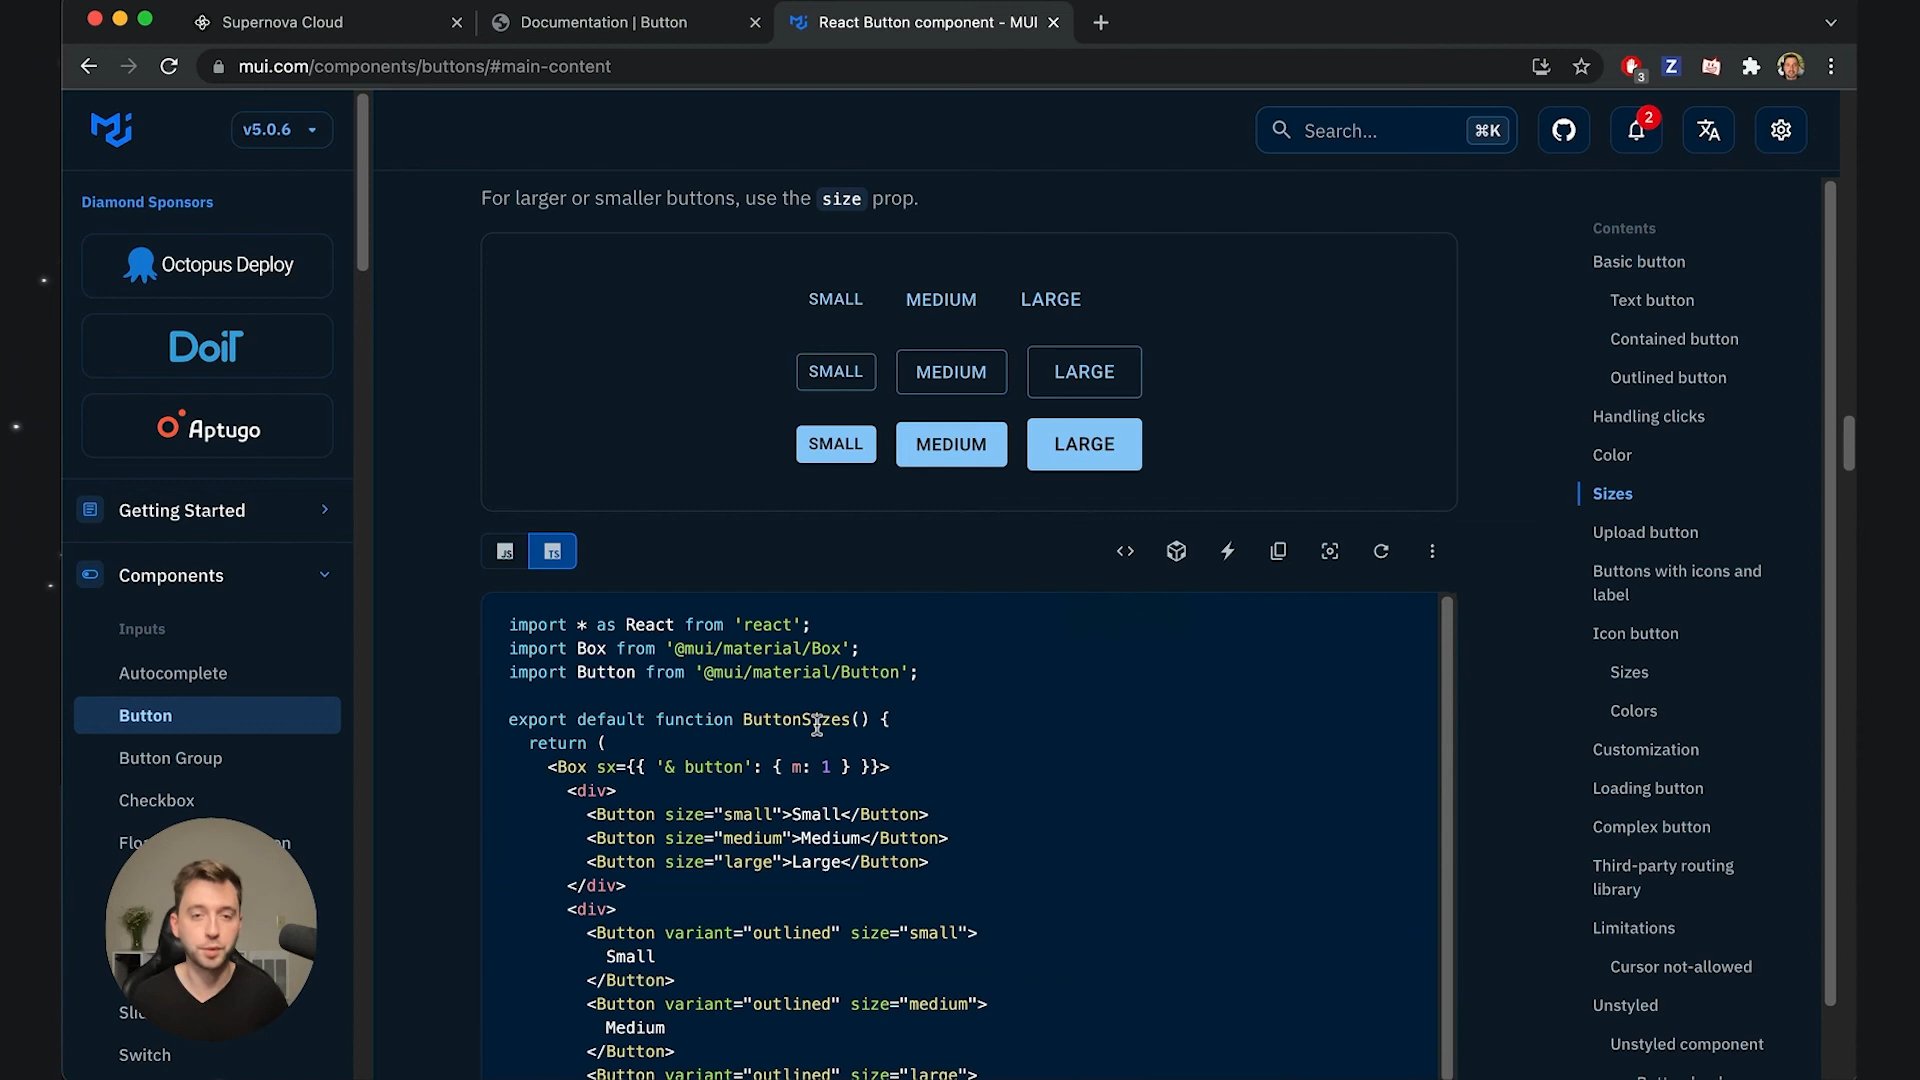 Supernova Cloud
Documentation | Button
React Button component - MUI
mui.com/components/buttons/#main-content
3
Z
v5.0.6
Search...
⌘K
2
Diamond Sponsors
Octopus Deploy
DoiT
Aptugo
Getting Started
Components
Inputs
Autocomplete
Button
Button Group
Checkbox
Flo
n
Sli
Switch
For larger or smaller buttons, use the size prop.
SMALL MEDIUM LARGE
SMALL MEDIUM LARGE
SMALL MEDIUM LARGE
JS TS
import * as React from 'react';
import Box from '@mui/material/Box';
import Button from '@mui/material/Button';
export default function ButtonSizes() {
return (
<Box sx={{ '& button': { m: 1 } }}>
<div>
<Button size="small">Small</Button>
<Button size="medium">Medium</Button>
<Button size="large">Large</Button>
</div>
<div>
<Button variant="outlined" size="small">
Small
</Button>
<Button variant="outlined" size="medium">
Medium
</Button>
<Button variant="outlined" size="large">
Contents
Basic button
Text button
Contained button
Outlined button
Handling clicks
Color
Sizes
Upload button
Buttons with icons and
label
Icon button
Sizes
Colors
Customization
Loading button
Complex button
Third-party routing
library
Limitations
Cursor not-allowed
Unstyled
Unstyled component